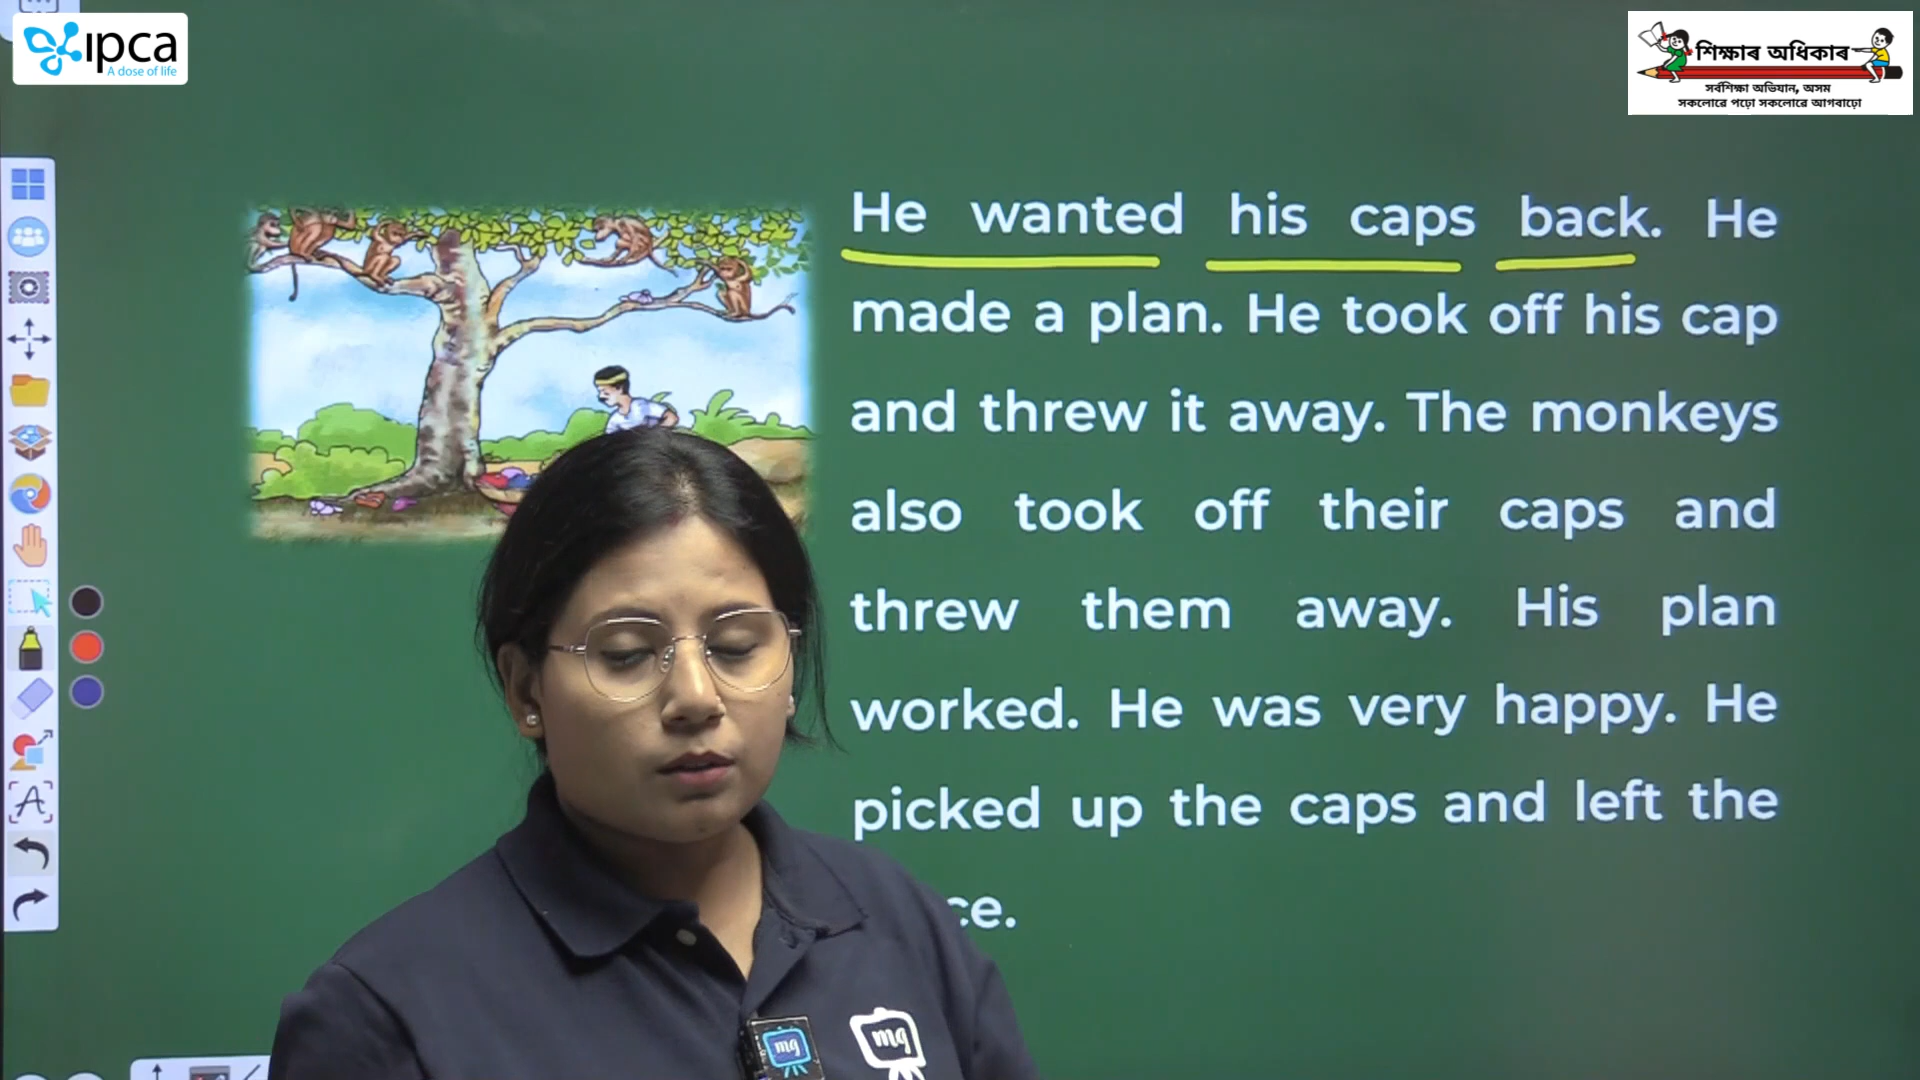 ipca
A dose of life
শিক্ষাৰ অধিকাৰ
সৰ্বশিক্ষা অভিযান, অসম
সকলোৱে পঢ়ো সকলোৱে আগবাঢ়ো
He wanted his caps back. He
made a plan. He took off his cap
and threw it away. The monkeys
also took off their caps and
threw them away. His plan
worked. He was very happy. He
picked up the caps and left the
mg
mg